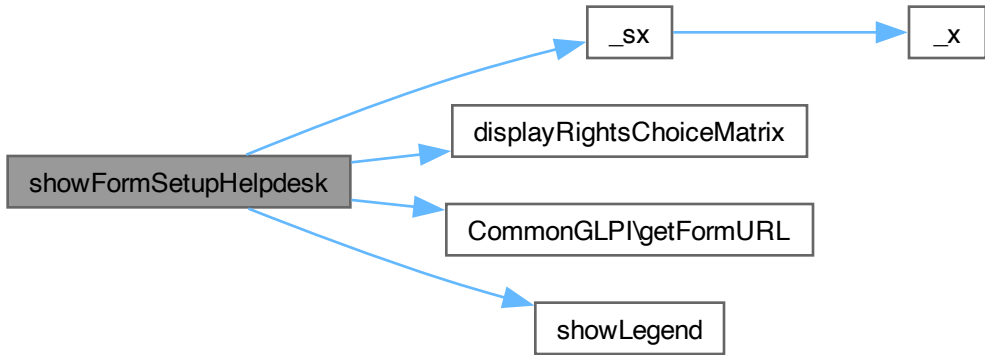 showFormSetupHelpdesk
_sx
_x
displayRightsChoiceMatrix
CommonGLPI\getFormURL
showLegend